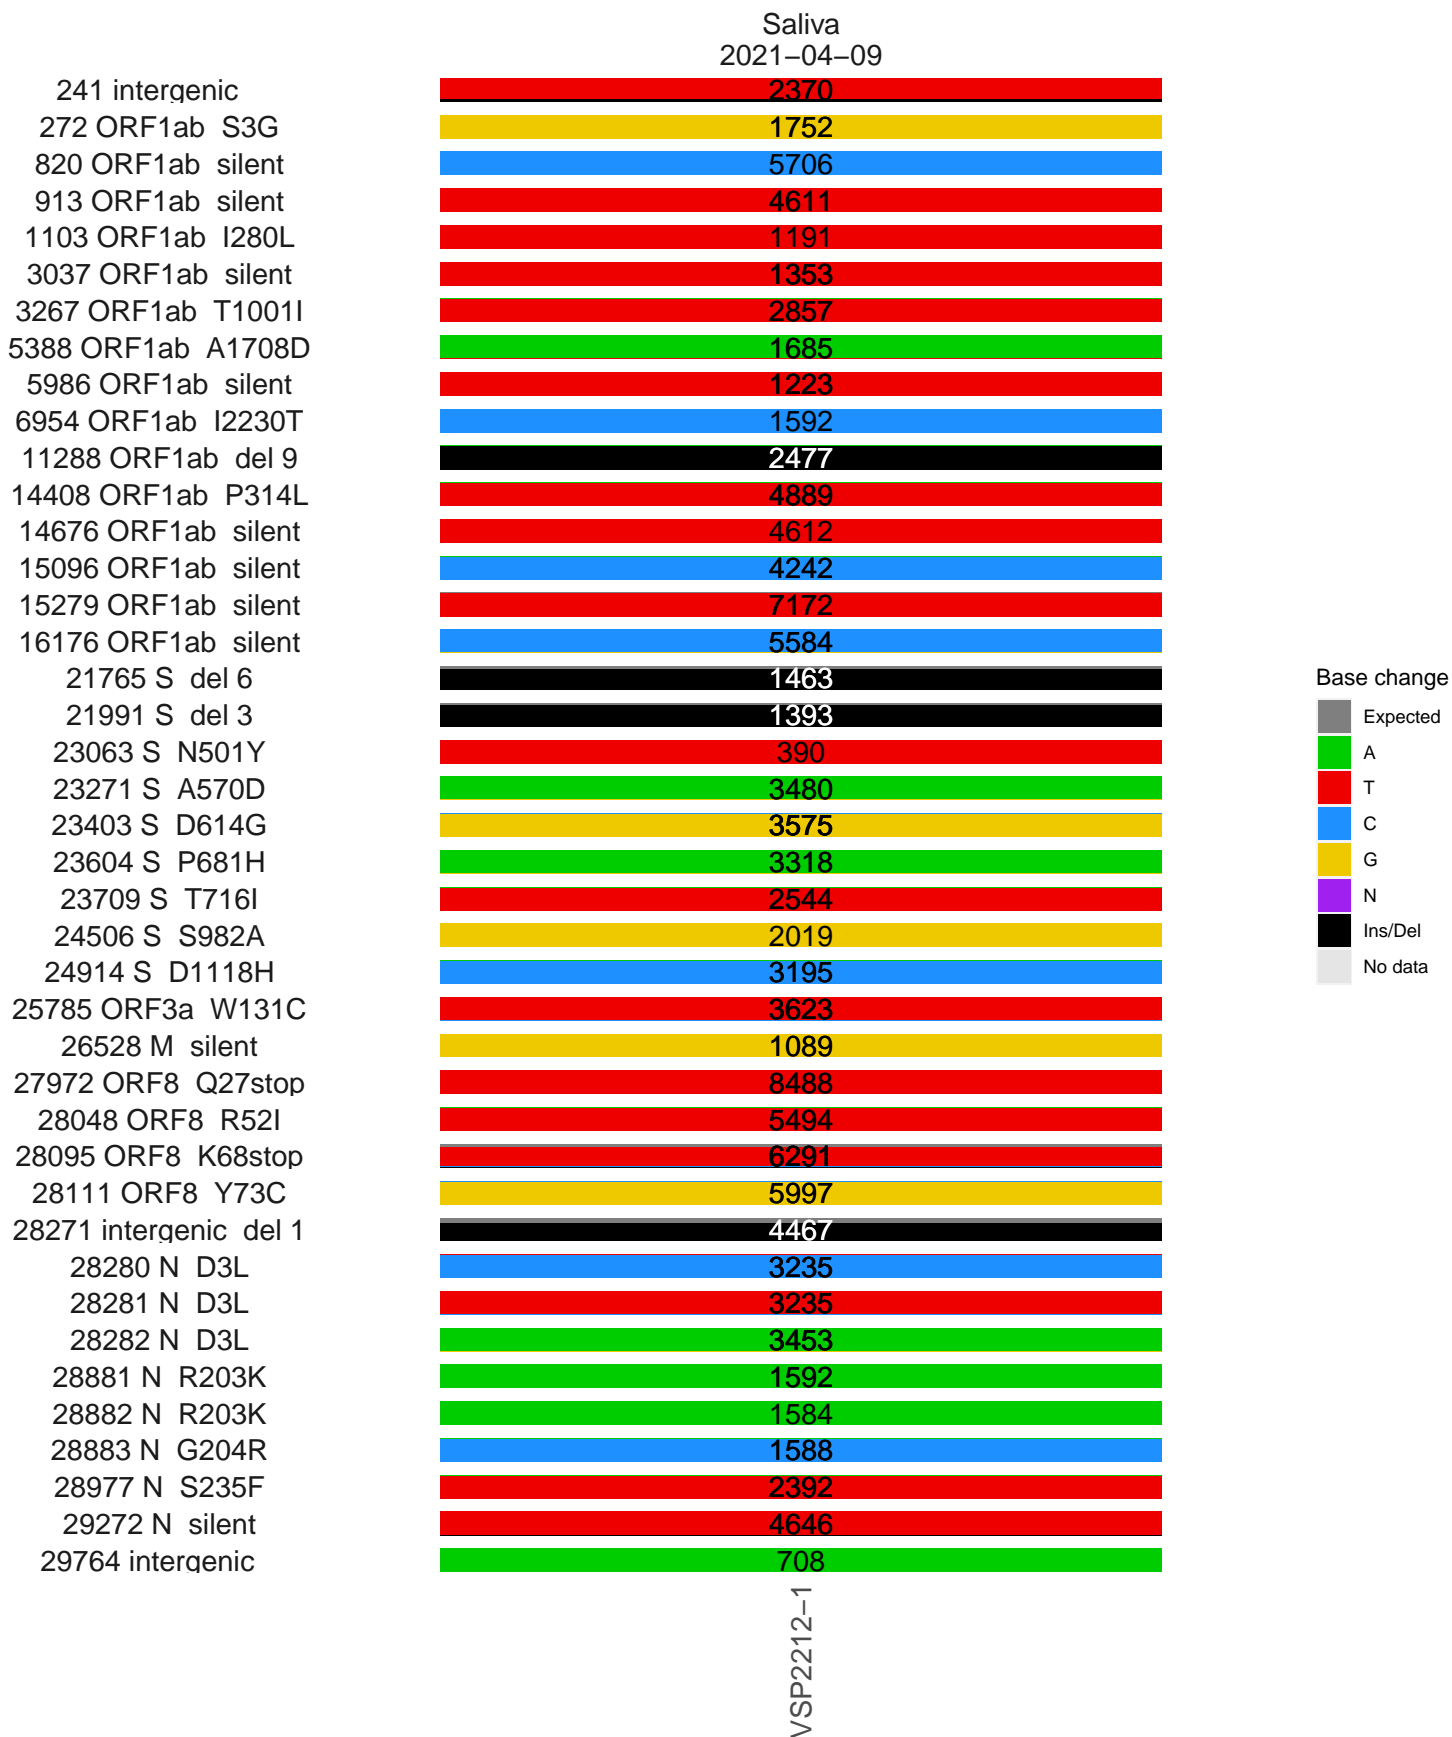 Saliva
2021−04−09
241 intergenic 2370
272 ORF1ab S3G 1752
820 ORF1ab silent 5706
913 ORF1ab silent 4611
1103 ORF1ab I280L 1191
3037 ORF1ab silent 1353
3267 ORF1ab T1001I 2857
5388 ORF1ab A1708D 1685
5986 ORF1ab silent 1223
6954 ORF1ab I2230T 1592
11288 ORF1ab del 9 2477
14408 ORF1ab P314L 4889
14676 ORF1ab silent 4612
15096 ORF1ab silent 4242
15279 ORF1ab silent 7172
16176 ORF1ab silent 5584
21765 S del 6 1463
21991 S del 3 1393
23063 S N501Y 390
23271 S A570D 3480
23403 S D614G 3575
23604 S P681H 3318
23709 S T716I 2544
24506 S S982A 2019
24914 S D1118H 3195
25785 ORF3a W131C 3623
26528 M silent 1089
27972 ORF8 Q27stop 8488
28048 ORF8 R52I 5494
28095 ORF8 K68stop 6291
28111 ORF8 Y73C 5997
28271 intergenic del 1 4467
28280 N D3L 3235
28281 N D3L 3235
28282 N D3L 3453
28881 N R203K 1592
28882 N R203K 1584
28883 N G204R 1588
28977 N S235F 2392
29272 N silent 4646
29764 intergenic 708
VSP2212−1
Base change
Expected
A
T
C
G
N
Ins/Del
No data